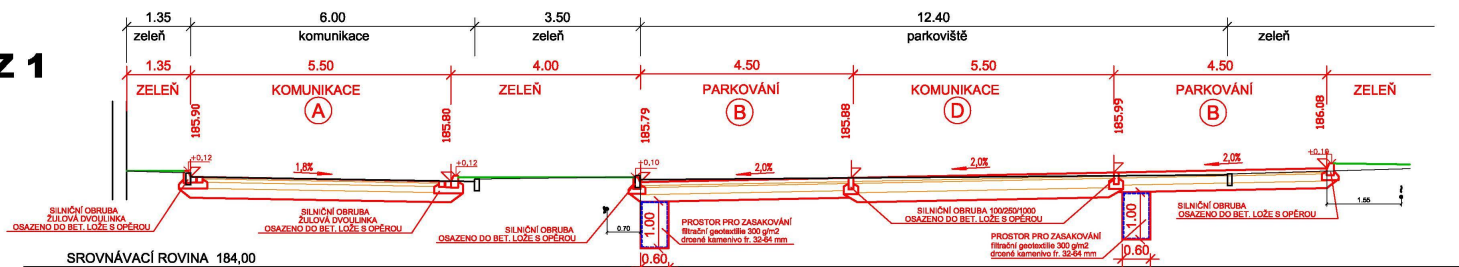 1.35 6.00 3.50 12.40
zeleň komunikace zeleň parkoviště zeleň
Z 1
1.35 5.50 4.00 4.50 5.50 4.50
ZELEŇ KOMUNIKACE ZELEŇ PARKOVÁNÍ KOMUNIKACE PARKOVÁNÍ ZELEŇ
A B D B
185.90 185.80 185.79 185.88 185.99 186.08
+0,12 1,8% +0,12 +0,10 2,0% 2,0% 2,0% +0,10
SILNIČNÍ OBRUBA
ŽULOVÁ DVOULINKA
OSAZENO DO BET. LOŽE S OPĚROU
SILNIČNÍ OBRUBA
ŽULOVÁ DVOULINKA
OSAZENO DO BET. LOŽE S OPĚROU
SILNIČNÍ OBRUBA
OSAZENO DO BET. LOŽE S OPĚROU
0.70
1.00
0.60
PROSTOR PRO ZASAKOVÁNÍ
filtrační geotextilie 300 g/m2
drcené kamenivo fr. 32-64 mm
SILNIČNÍ OBRUBA 100/250/1000
OSAZENO DO BET. LOŽE S OPĚROU
PROSTOR PRO ZASAKOVÁNÍ
filtrační geotextilie 300 g/m2
drcené kamenivo fr. 32-64 mm
1.00
0.60
SILNIČNÍ OBRUBA
OSAZENO DO BET. LOŽE S OPĚROU
1.55
SROVNÁVACÍ ROVINA 184,00